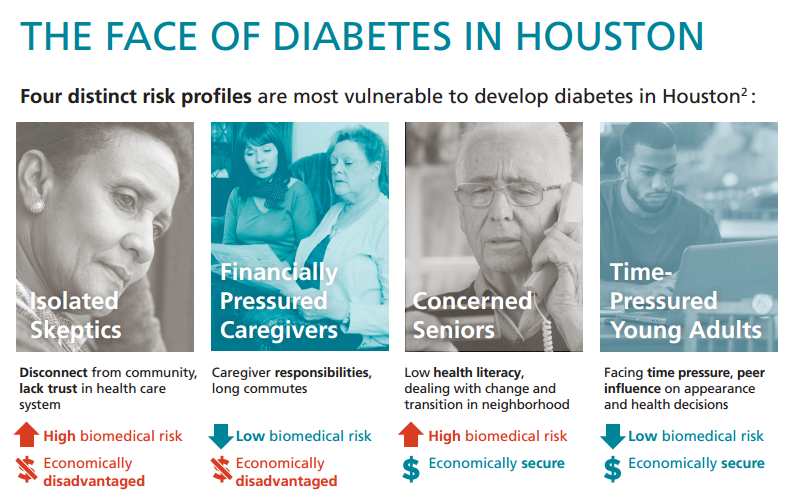 THE FACE OF DIABETES IN HOUSTON
Four distinct risk profiles are most vulnerable to develop diabetes in Houston²:
Isolated
Skeptics
Disconnect from community,
lack trust in health care
system
High biomedical risk
Economically
disadvantaged
Financially
Pressured
Caregivers
Caregiver responsibilities,
long commutes
Low biomedical risk
Economically
disadvantaged
Concerned
Seniors
Low health literacy,
dealing with change and
transition in neighborhood
High biomedical risk
$ Economically secure
Time-
Pressured
Young Adults
Facing time pressure, peer
influence on appearance
and health decisions
Low biomedical risk
$ Economically secure